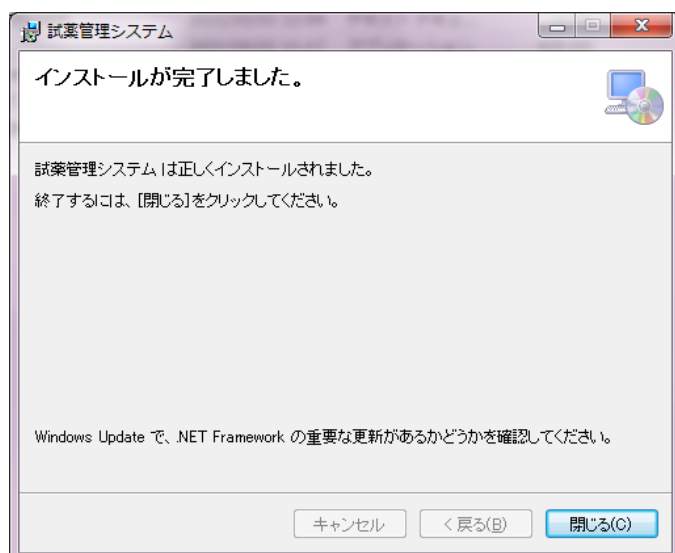 試薬管理システム
インストールが完了しました。
試薬管理システム は正しくインストールされました。
終了するには、[閉じる]をクリックしてください。
Windows Update で、.NET Framework の重要な更新があるかどうかを確認してください。
キャンセル
< 戻る(B)
閉じる(C)